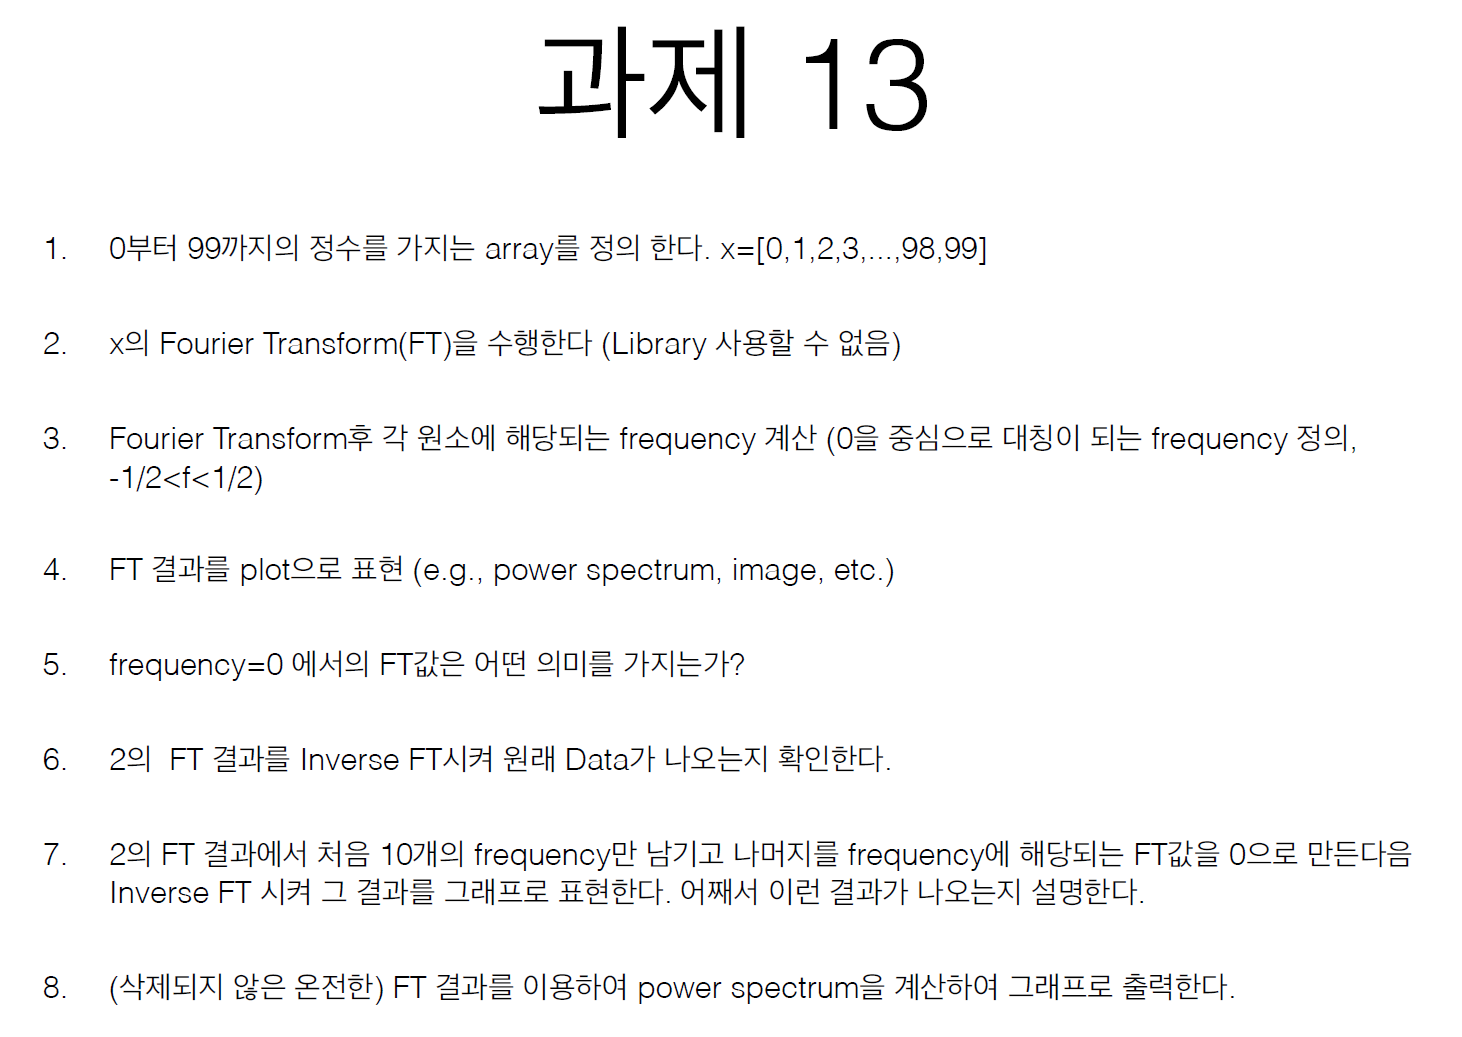 과제 13
1. 0부터 99까지의 정수를 가지는 array를 정의 한다. x=[0,1,2,3,...,98,99]
2. x의 Fourier Transform(FT)을 수행한다 (Library 사용할 수 없음)
3. Fourier Transform후 각 원소에 해당되는 frequency 계산 (0을 중심으로 대칭이 되는 frequency 정의,
-1/2<f<1/2)
4. FT 결과를 plot으로 표현 (e.g., power spectrum, image, etc.)
5. frequency=0 에서의 FT값은 어떤 의미를 가지는가?
6. 2의 FT 결과를 Inverse FT시켜 원래 Data가 나오는지 확인한다.
7. 2의 FT 결과에서 처음 10개의 frequency만 남기고 나머지를 frequency에 해당되는 FT값을 0으로 만든다음
Inverse FT 시켜 그 결과를 그래프로 표현한다. 어째서 이런 결과가 나오는지 설명한다.
8. (삭제되지 않은 온전한) FT 결과를 이용하여 power spectrum을 계산하여 그래프로 출력한다.